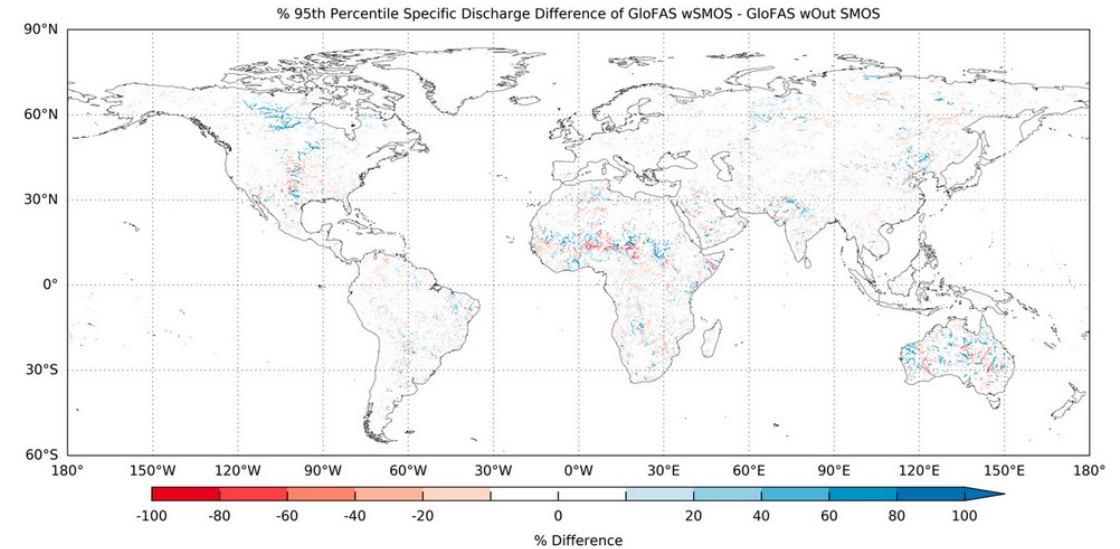 % 95th Percentile Specific Discharge Difference of GloFAS wSMOS - GloFAS wOut SMOS
90°N
60°N
30°N
0°
30°S
60°S
180° 150°W 120°W 90°W 60°W 30°W 0°W 30°E 60°E 90°E 120°E 150°E 180°
-100 -80 -60 -40 -20 0 20 40 60 80 100
% Difference